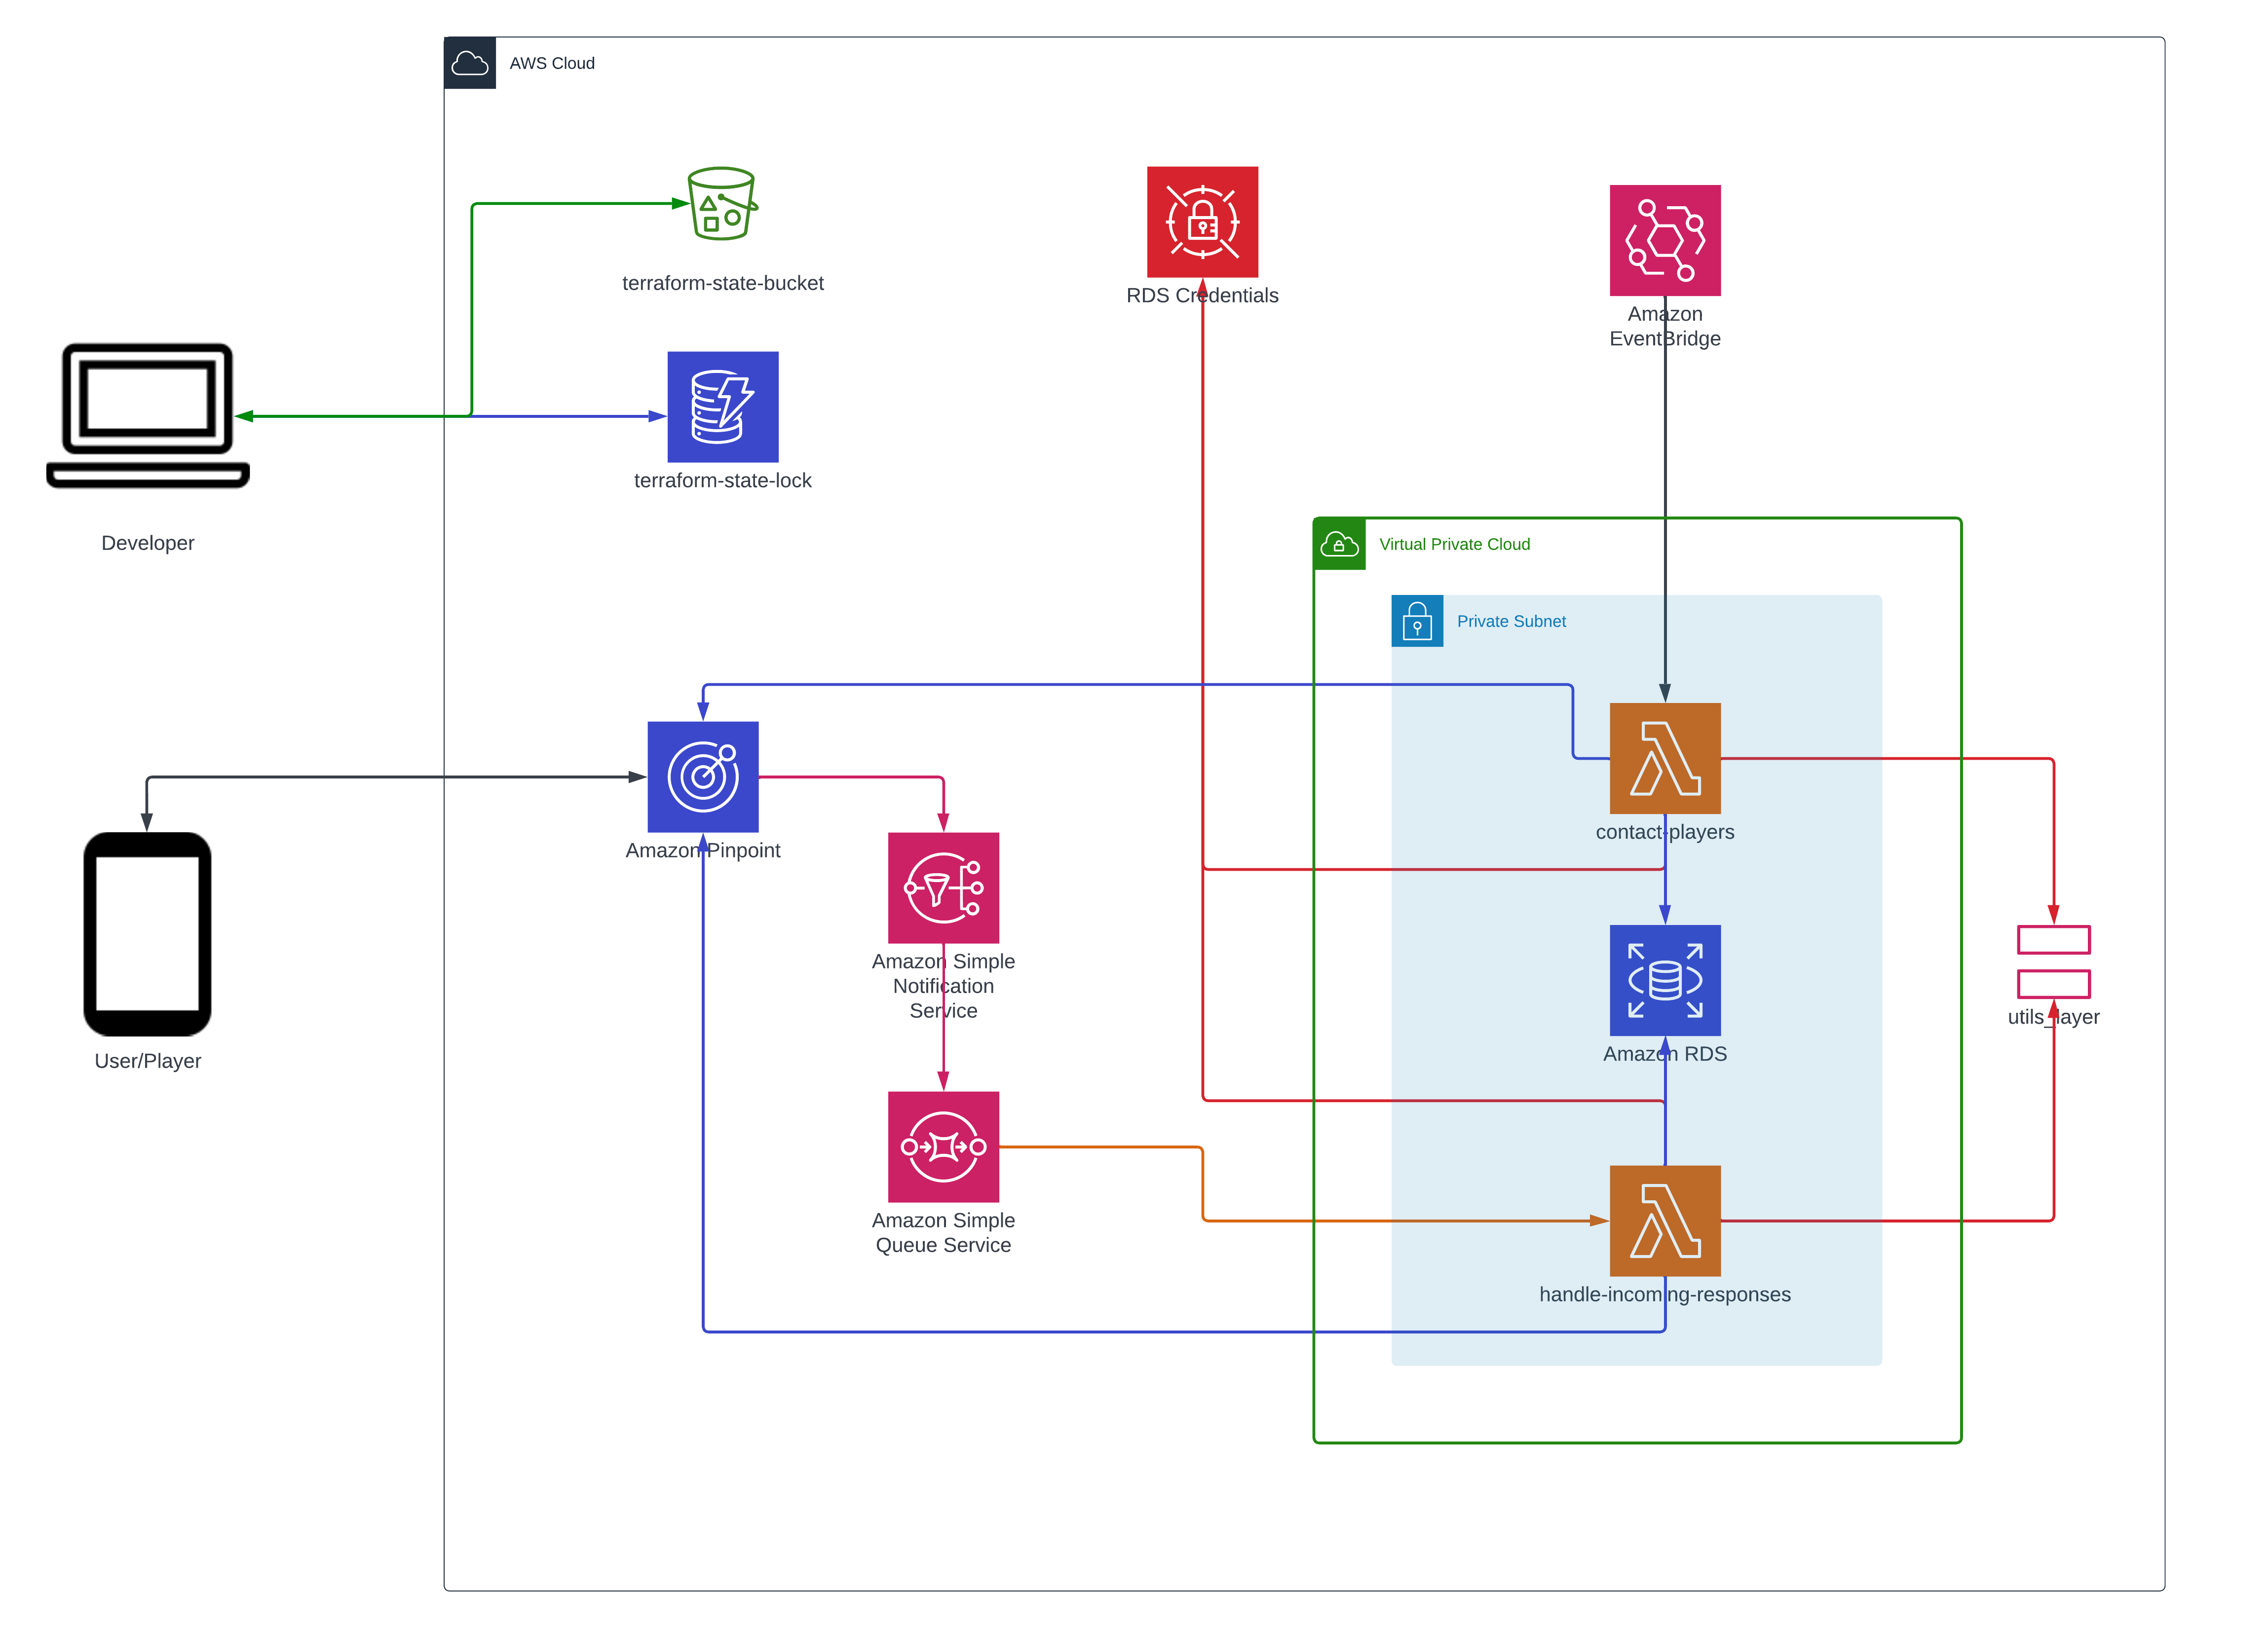 AWS Cloud
terraform-state-bucket
RDS Credentials
Amazon
EventBridge
terraform-state-lock
Developer
Virtual Private Cloud
Private Subnet
Amazon Pinpoint
contact-players
Amazon Simple
Notification
Service
utils_layer
Amazon RDS
User/Player
Amazon Simple
Queue Service
handle-incoming-responses